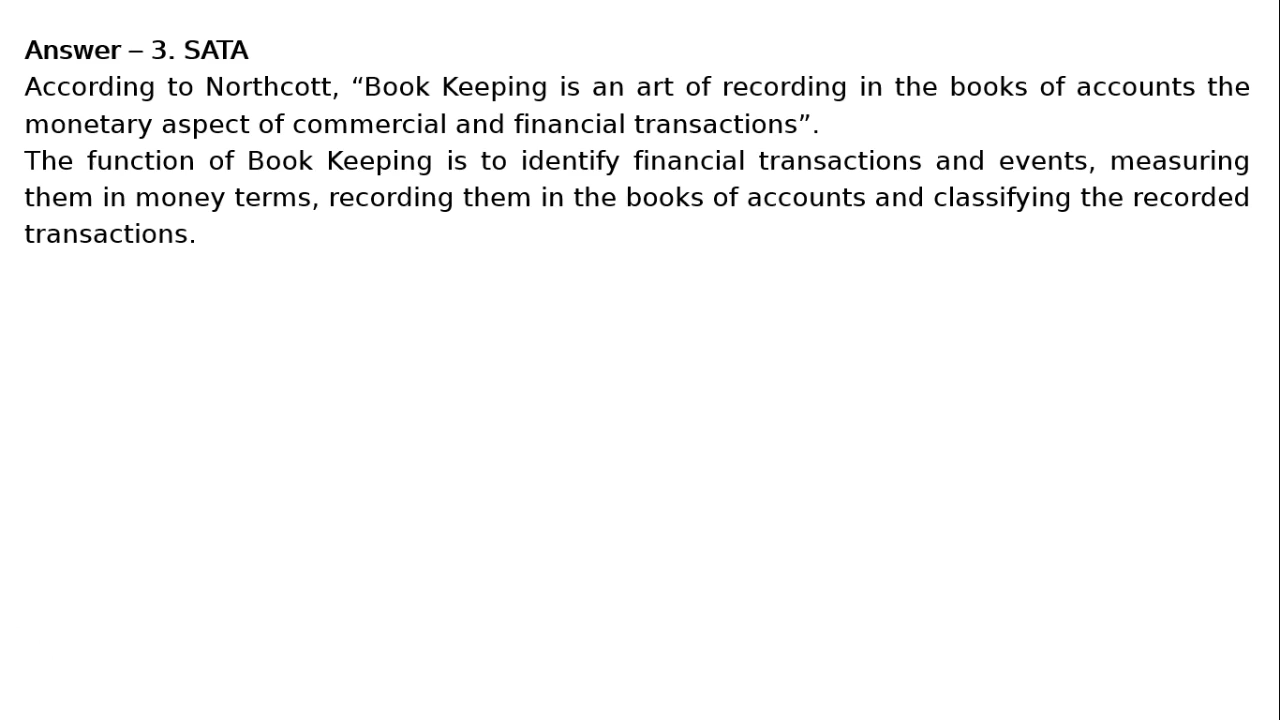 Answer – 3. SATA
According to Northcott, “Book Keeping is an art of recording in the books of accounts the
monetary aspect of commercial and financial transactions”.
The function of Book Keeping is to identify financial transactions and events, measuring
them in money terms, recording them in the books of accounts and classifying the recorded
transactions.